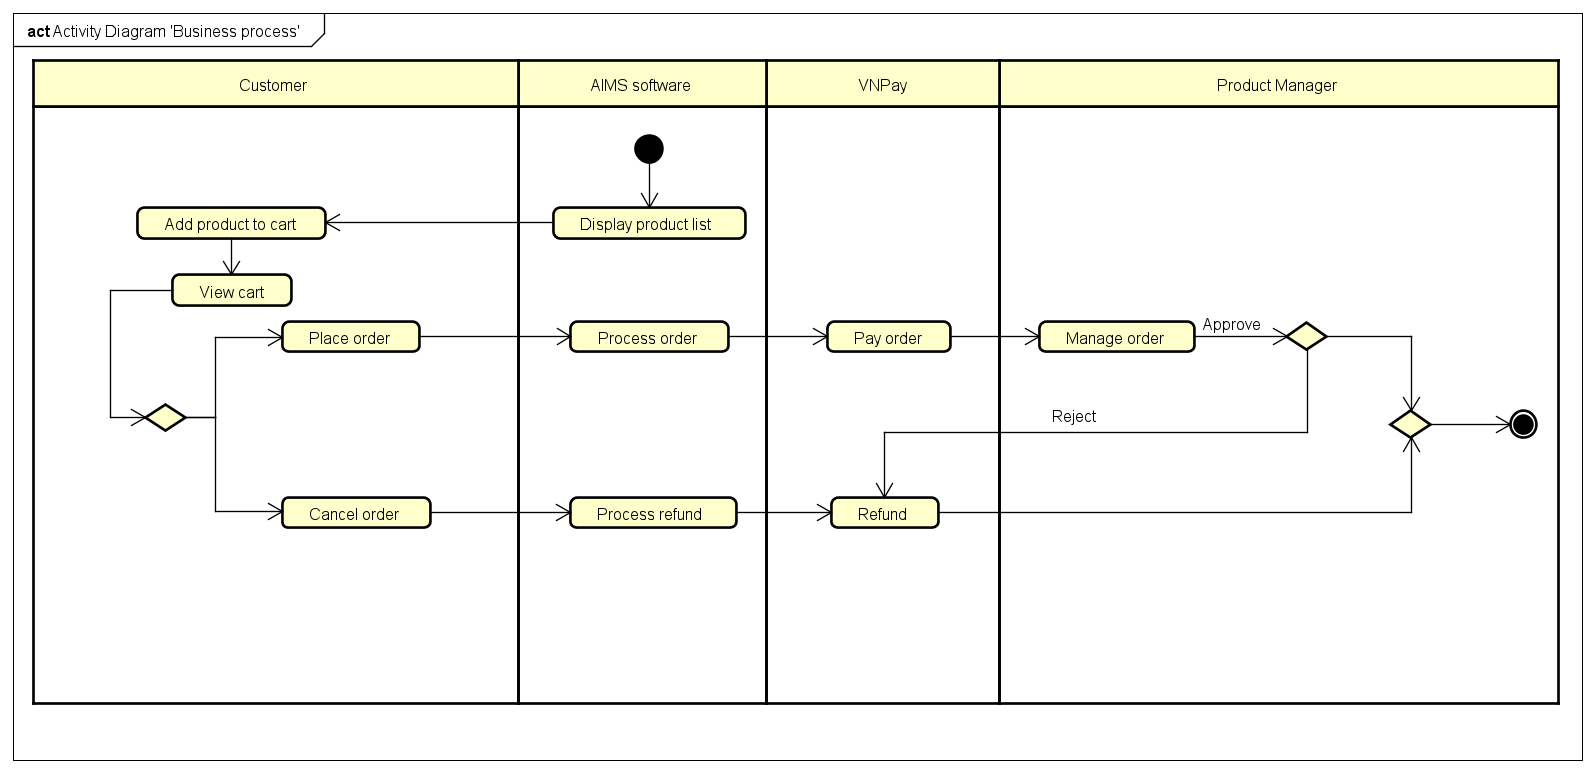 act Activity Diagram 'Business process'
Customer
AIMS software
VNPay
Product Manager
Add product to cart
Display product list
View cart
Place order
Process order
Pay order
Manage order
Approve
Reject
Cancel order
Process refund
Refund